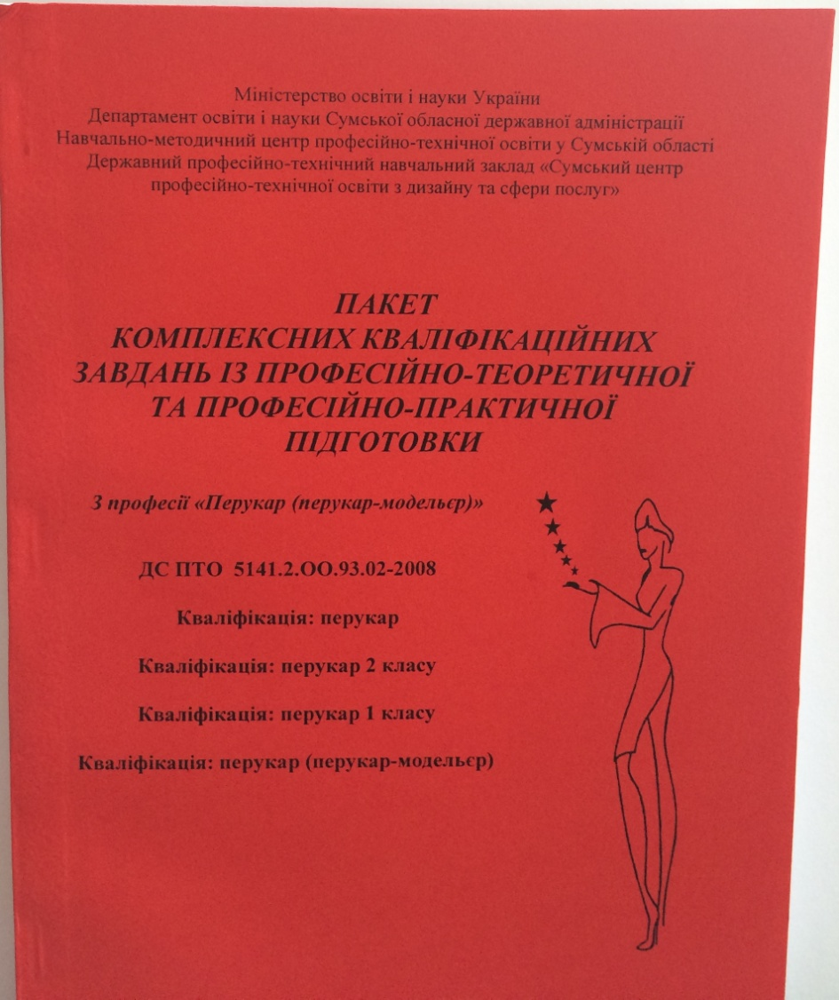 Міністерство освіти і науки України
Департамент освіти і науки Сумської обласної державної адміністрації
Навчально-методичний центр професійно-технічної освіти у Сумській області
Державний професійно-технічний навчальний заклад «Сумський центр
професійно-технічної освіти з дизайну та сфери послуг»
ПАКЕТ
КОМПЛЕКСНИХ КВАЛІФІКАЦІЙНИХ
ЗАВДАНЬ ІЗ ПРОФЕСІЙНО-ТЕОРЕТИЧНОЇ
ТА ПРОФЕСІЙНО-ПРАКТИЧНОЇ
ПІДГОТОВКИ
З професії «Перукар (перукар-модельєр)»
ДС ПТО 5141.2.ОО.93.02-2008
Кваліфікація: перукар
Кваліфікація: перукар 2 класу
Кваліфікація: перукар 1 класу
Кваліфікація: перукар (перукар-модельєр)